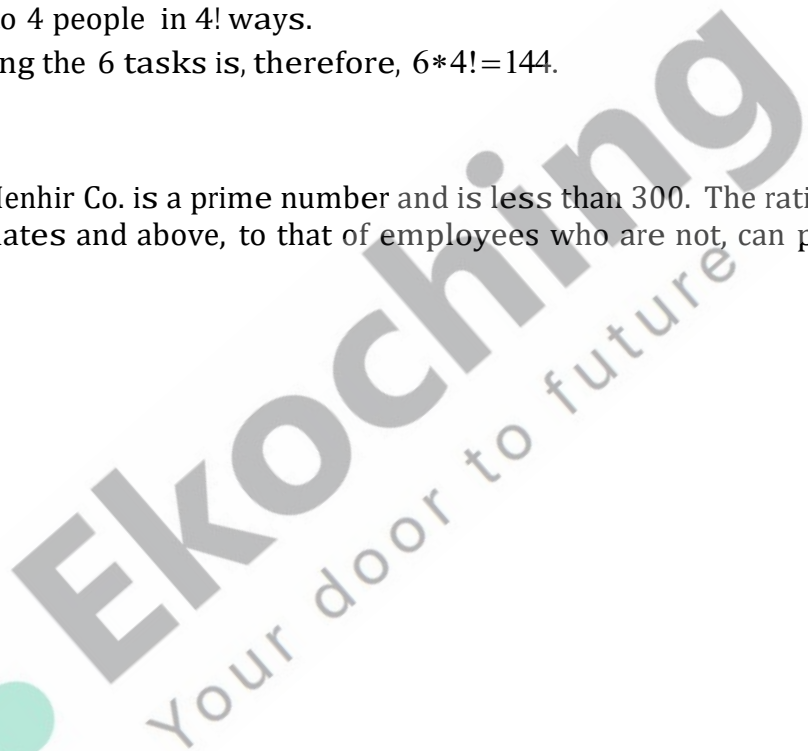 o 4 people in 4! ways.
ng the 6 tasks is, therefore, 6*4!=144.
enhir Co. is a prime number and is less than 300. The rati
ates and above, to that of employees who are not, can p
Ekoching
Your door to future